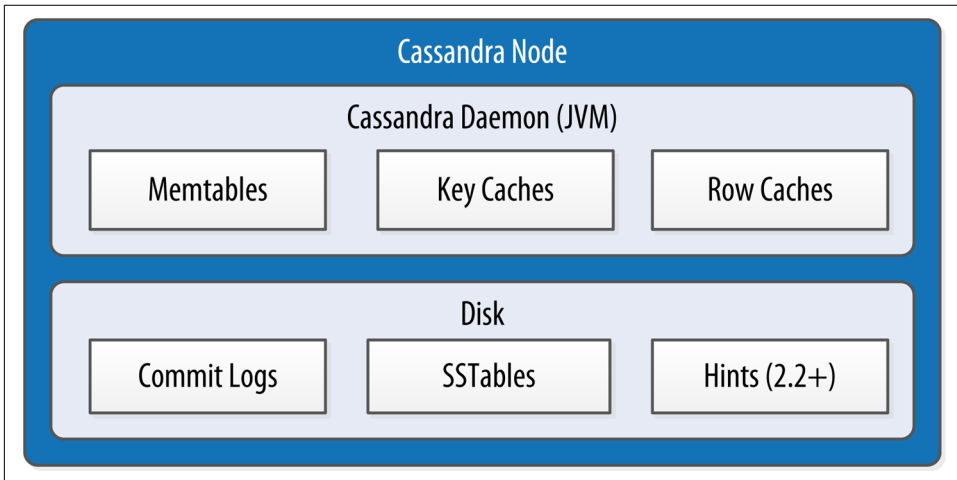 Cassandra Node
Cassandra Daemon (JVM)
Memtables
Key Caches
Row Caches
Disk
Commit Logs
SSTables
Hints (2.2+)